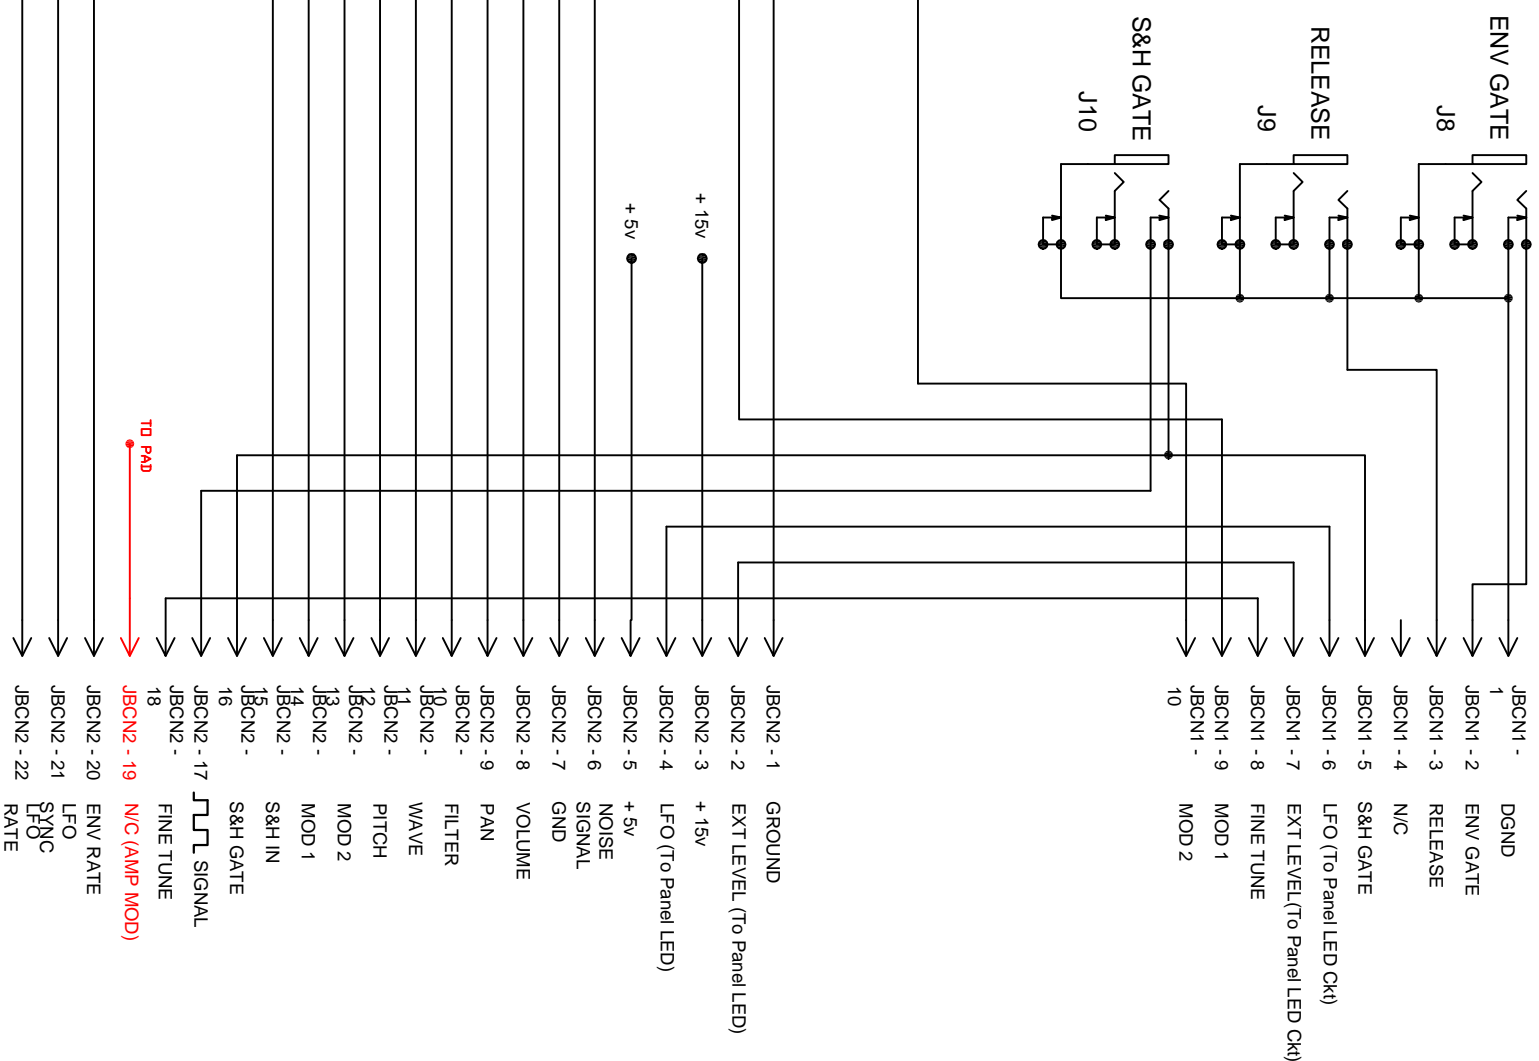 ENV GATE
J8
RELEASE
J9
S&H GATE
J10
+ 15v
+ 5v
TO PAD
JBCN1 - 1 DGND
JBCN1 - 2 ENV GATE
JBCN1 - 3 RELEASE
JBCN1 - 4 N/C
JBCN1 - 5 S&H GATE
JBCN1 - 6 LFO (To Panel LED Ckt)
JBCN1 - 7 EXT LEVEL(To Panel LED Ckt)
JBCN1 - 8 FINE TUNE
JBCN1 - 9 MOD 1
JBCN1 - 10 MOD 2
JBCN2 - 1 GROUND
JBCN2 - 2 EXT LEVEL (To Panel LED)
JBCN2 - 3 + 15v
JBCN2 - 4 LFO (To Panel LED)
JBCN2 - 5 + 5v
JBCN2 - 6 NOISE SIGNAL
JBCN2 - 7 GND
JBCN2 - 8 VOLUME
JBCN2 - 9 PAN
JBCN2 - 10 FILTER
JBCN2 - 11 WAVE
JBCN2 - 12 PITCH
JBCN2 - 13 MOD 2
JBCN2 - 14 MOD 1
JBCN2 - 15 S&H IN
JBCN2 - 16 S&H GATE
JBCN2 - 17 SIGNAL
JBCN2 - 18 FINE TUNE
JBCN2 - 19 N/C (AMP MOD)
JBCN2 - 20 ENV RATE
JBCN2 - 21 LFO SYNC
JBCN2 - 22 LFO RATE